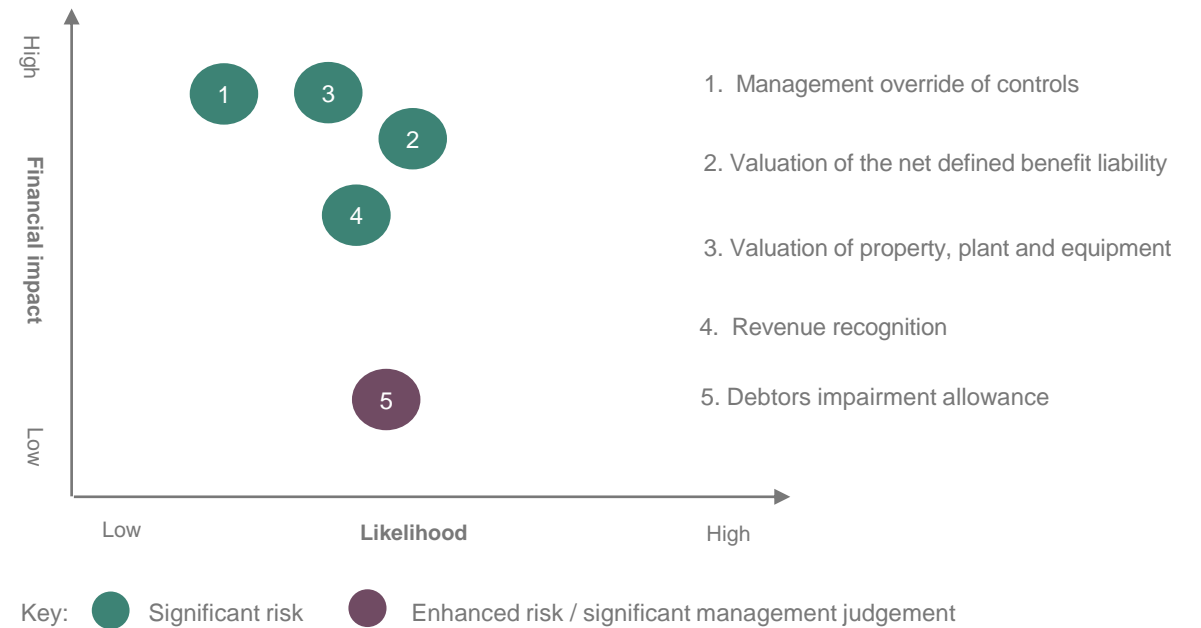 High
Financial impact
Low
1
3
2
4
5
1. Management override of controls
2. Valuation of the net defined benefit liability
3. Valuation of property, plant and equipment
4. Revenue recognition
5. Debtors impairment allowance
Low
Likelihood
High
Key:
Significant risk
Enhanced risk / significant management judgement